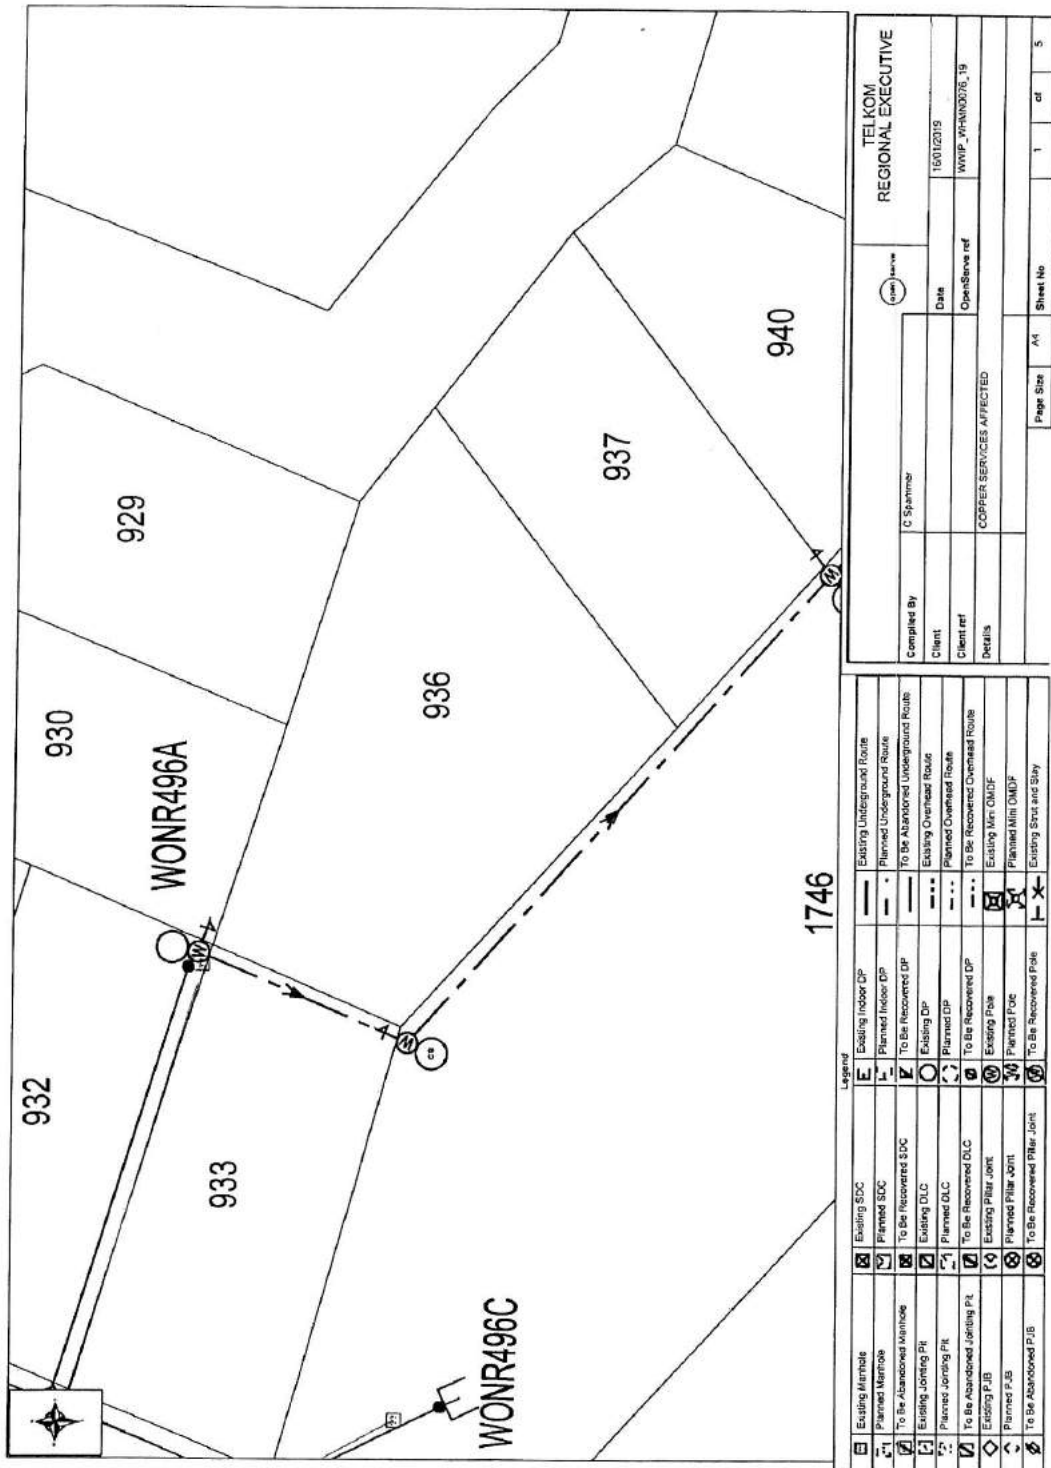 930
929
WONR496A
932
933
936
937
940
WONR496C
1746
Legend
Existing Manhole
Planned Manhole
To Be Abandoned Manhole
Existing Jointing Pit
Planned Jointing Pit
To Be Abandoned Jointing Pit
Existing PJB
Planned PJB
To Be Abandoned PJB
Existing SDC
Planned SDC
To Be Recovered SDC
Existing DLC
Planned DLC
To Be Recovered DLC
Existing Pillar Joint
Planned Pillar Joint
To Be Recovered Pillar Joint
Existing Indoor DP
Planned Indoor DP
To Be Recovered DP
Existing DP
Planned DP
To Be Recovered DP
Existing Pole
Planned Pole
To Be Recovered Pole
Existing Underground Route
Planned Underground Route
To Be Abandoned Underground Route
Existing Overhead Route
Planned Overhead Route
To Be Recovered Overhead Route
Existing Mini OMDF
Planned Mini OMDF
Existing Strut and Stay
open serve
TELKOM
REGIONAL EXECUTIVE
Compiled By C Spammer
Client Date 16/01/2019
Client ref OpenServe ref WWIP_WHMN0076_19
Details COPPER SERVICES AFFECTED
Page Size A4 Sheet No 1 of 5